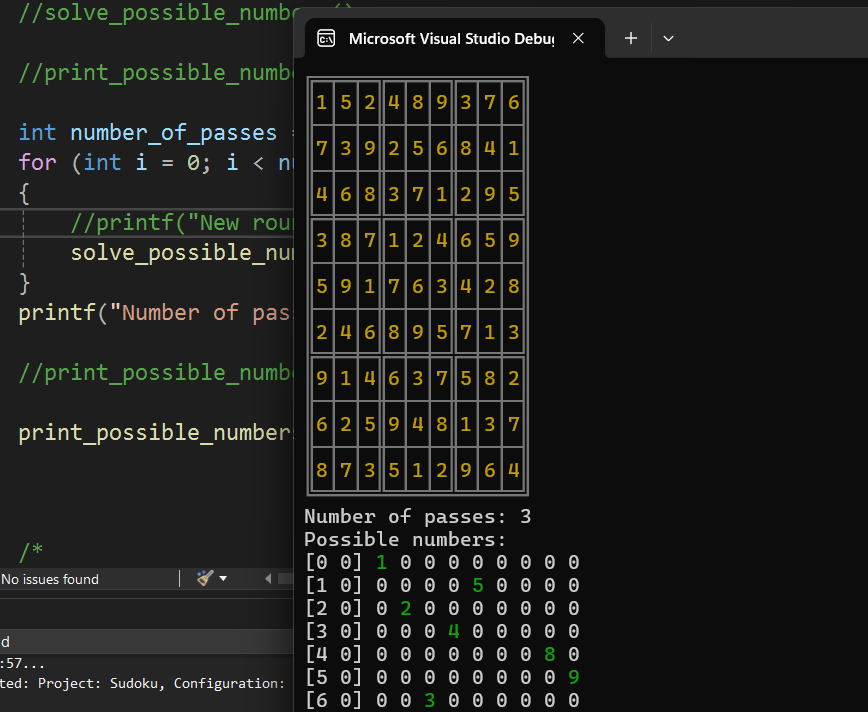 //solve_possible_numbe
//print_possible_numbe
int number_of_passes =
for (int i = 0; i < nu
{
//printf("New rou
solve_possible_nu
}
printf("Number of pas
//print_possible_numbe
print_possible_numbers
/*
No issues found
d
:57...
ted: Project: Sudoku, Configuration:
Microsoft Visual Studio Debug
1 5 2 4 8 9 3 7 6
7 3 9 2 5 6 8 4 1
4 6 8 3 7 1 2 9 5
3 8 7 1 2 4 6 5 9
5 9 1 7 6 3 4 2 8
2 4 6 8 9 5 7 1 3
9 1 4 6 3 7 5 8 2
6 2 5 9 4 8 1 3 7
8 7 3 5 1 2 9 6 4
Number of passes: 3
Possible numbers:
[0 0] 1 0 0 0 0 0 0 0 0
[1 0] 0 0 0 0 5 0 0 0 0
[2 0] 0 2 0 0 0 0 0 0 0
[3 0] 0 0 0 4 0 0 0 0 0
[4 0] 0 0 0 0 0 0 0 8 0
[5 0] 0 0 0 0 0 0 0 0 9
[6 0] 0 0 3 0 0 0 0 0 0